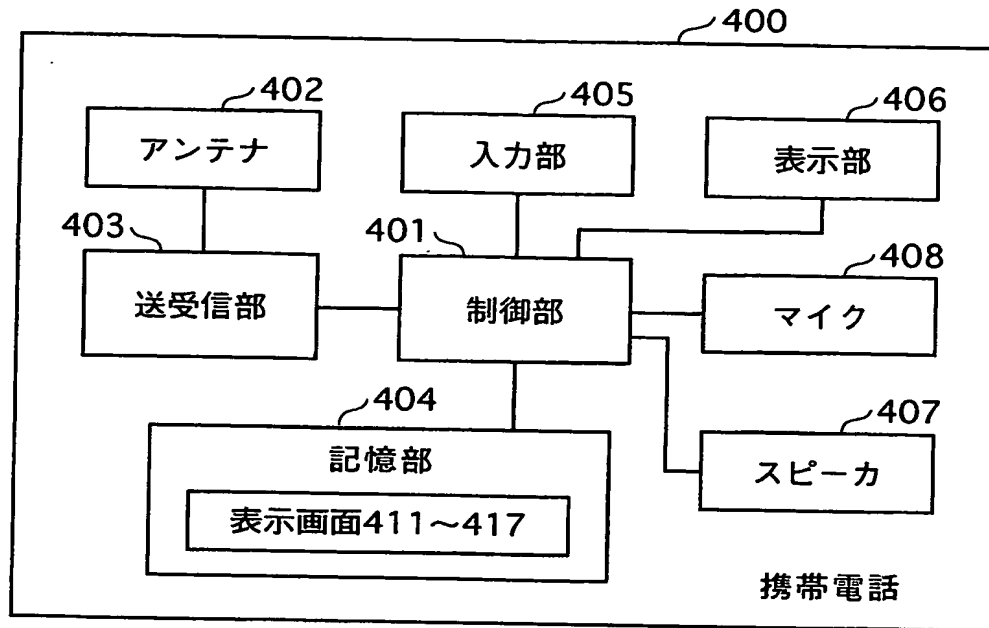 400
402
405
406
アンテナ
入力部
表示部
403
401
408
送受信部
制御部
マイク
404
407
記憶部
スピーカ
表示画面411～417
携帯電話